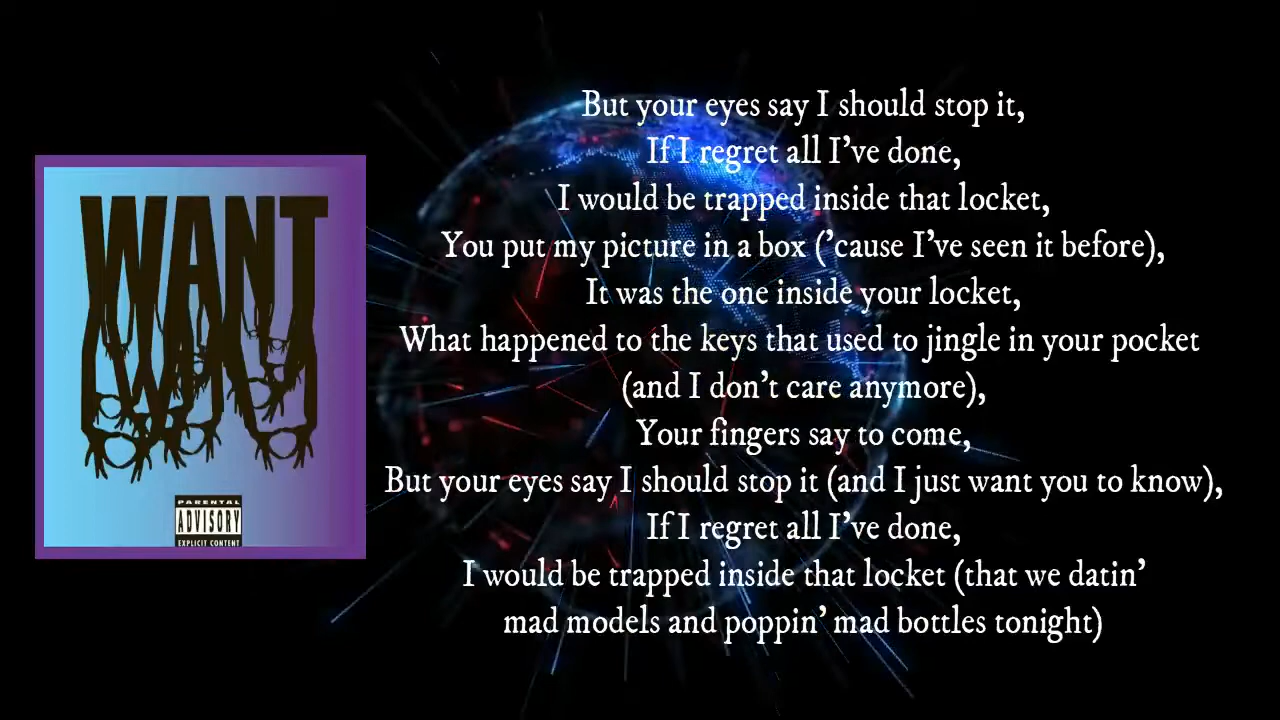 WANT
PARENTAL
ADVISORY
EXPLICIT CONTENT
But your eyes say I should stop it,
If I regret all I've done,
I would be trapped inside that locket,
You put my picture in a box ('cause I've seen it before),
It was the one inside your locket,
What happened to the keys that used to jingle in your pocket
(and I don't care anymore),
Your fingers say to come,
But your eyes say I should stop it (and I just want you to know),
If I regret all I've done,
I would be trapped inside that locket (that we datin'
mad models and poppin' mad bottles tonight)